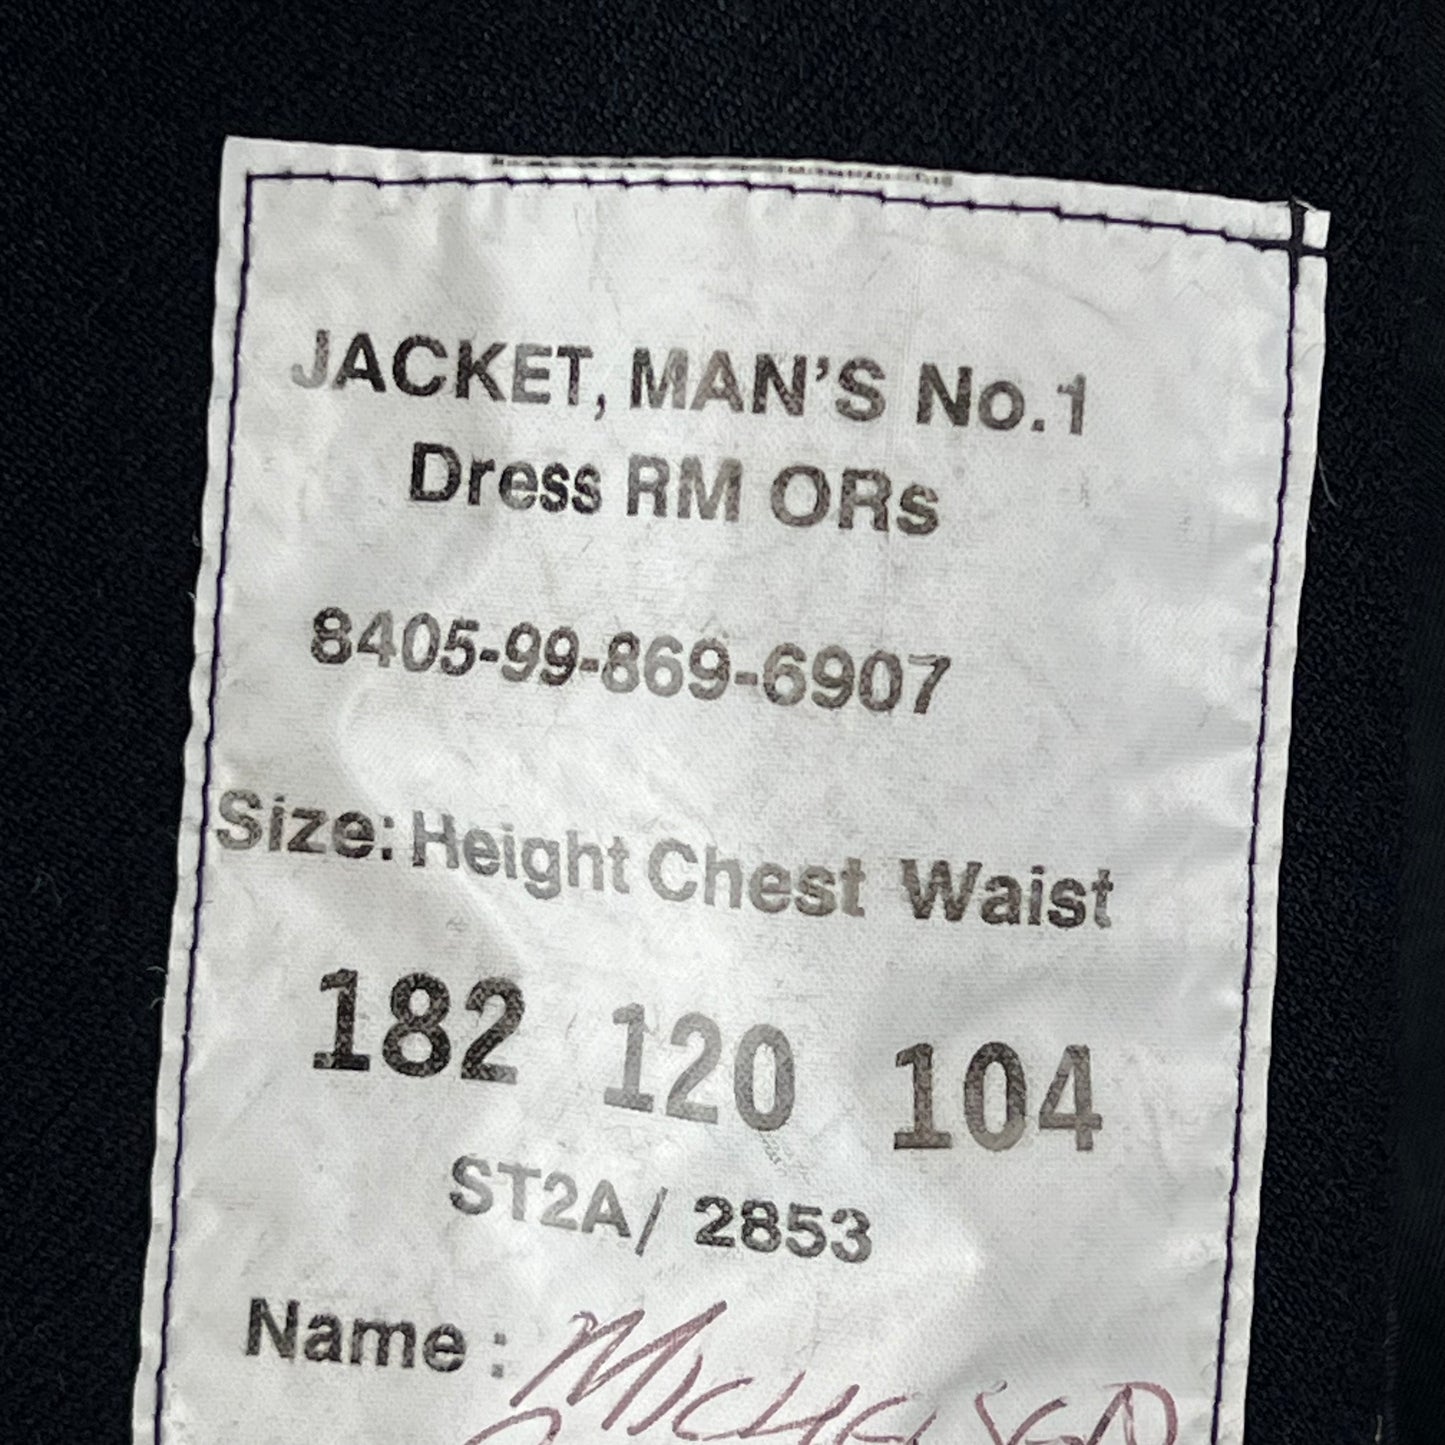 JACKET, MAN'S No.1
Dress RM ORs
8405-99-869-6907
Size: Height Chest Waist
182 120 104
ST2A/ 2853
Name : MICHELSEN